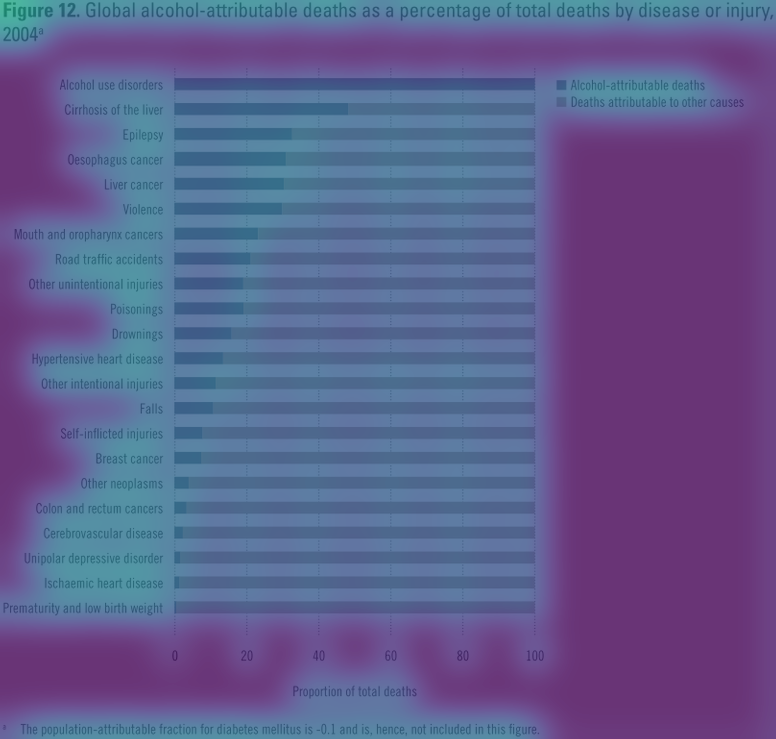 Figure 12. Global alcohol-attributable deaths as a percentage of total deaths by disease or injury,
2004ª
Alcohol use disorders
Cirrhosis of the liver
Epilepsy
Oesophagus cancer
Liver cancer
Violence
Mouth and oropharynx cancers
Road traffic accidents
Other unintentional injuries
Poisonings
Drownings
Hypertensive heart disease
Other intentional injuries
Falls
Self-inflicted injuries
Breast cancer
Other neoplasms
Colon and rectum cancers
Cerebrovascular disease
Unipolar depressive disorder
Ischaemic heart disease
Prematurity and low birth weight
Alcohol-attributable deaths
Deaths attributable to other causes
0 20 40 60 80 100
Proportion of total deaths
ª The population-attributable fraction for diabetes mellitus is -0.1 and is, hence, not included in this figure.